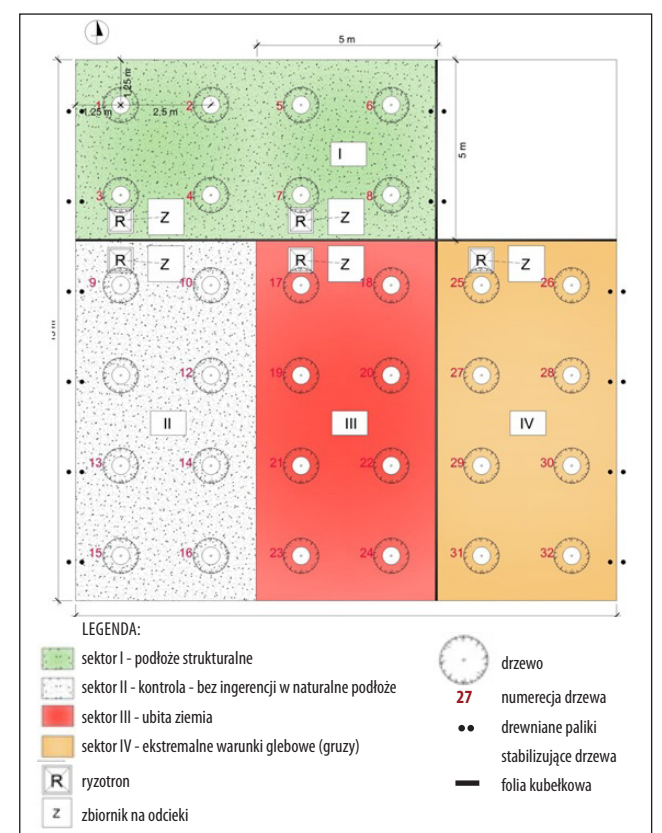 5 m
1,25 m
1 2 5 6
1,25 m 2,5 m
I
5 m
3 4 7 8
R Z R Z
R Z R Z R Z
9 10 17 18 25 26
12 19 20 27 28
II III IV
13 14 21 22 29 30
15 16 23 24 31 32
LEGENDA:
sektor I - podłoże strukturalne
sektor II - kontrola - bez ingerencji w naturalne podłoże
sektor III - ubita ziemia
sektor IV - ekstremalne warunki glebowe (gruzy)
R ryzotron
Z zbiornik na odcieki
drzewo
27 numerecja drzewa
drewniane paliki
stabilizujące drzewa
folia kubełkowa